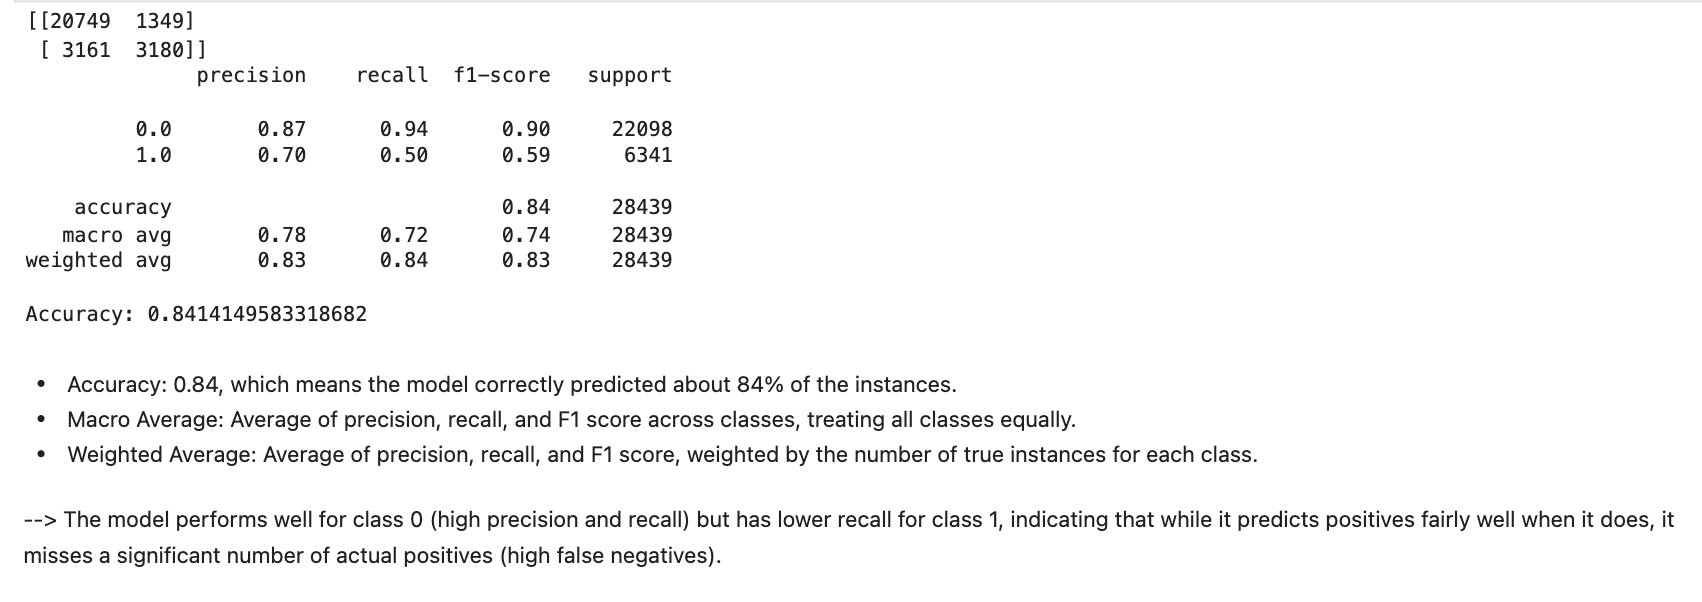 [[20749  1349]
 [ 3161  3180]]
              precision    recall  f1-score   support

         0.0       0.87      0.94      0.90     22098
         1.0       0.70      0.50      0.59      6341

    accuracy                           0.84     28439
   macro avg       0.78      0.72      0.74     28439
weighted avg       0.83      0.84      0.83     28439

Accuracy: 0.8414149583318682

• Accuracy: 0.84, which means the model correctly predicted about 84% of the instances.
• Macro Average: Average of precision, recall, and F1 score across classes, treating all classes equally.
• Weighted Average: Average of precision, recall, and F1 score, weighted by the number of true instances for each class.

--> The model performs well for class 0 (high precision and recall) but has lower recall for class 1, indicating that while it predicts positives fairly well when it does, it
misses a significant number of actual positives (high false negatives).